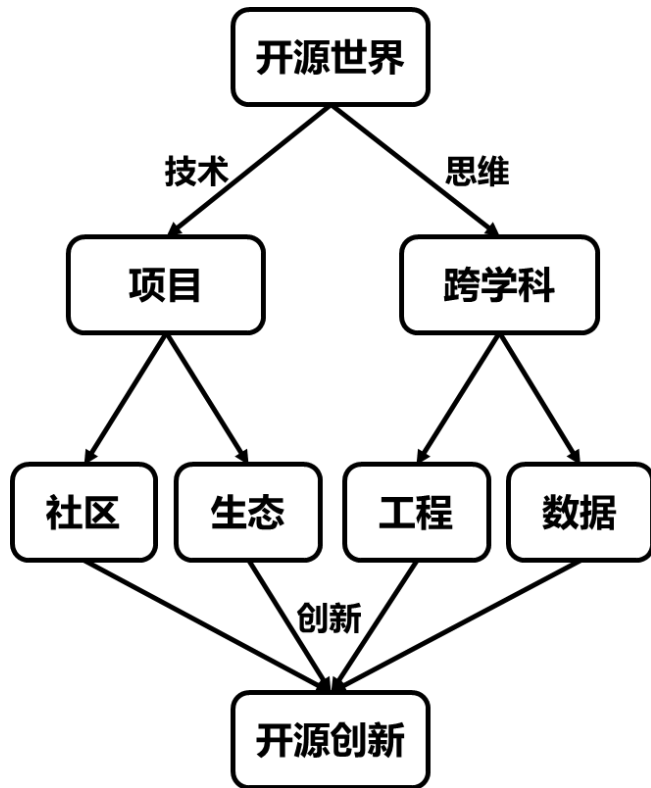 开源世界
技术
思维
项目
跨学科
社区
生态
工程
数据
创新
开源创新